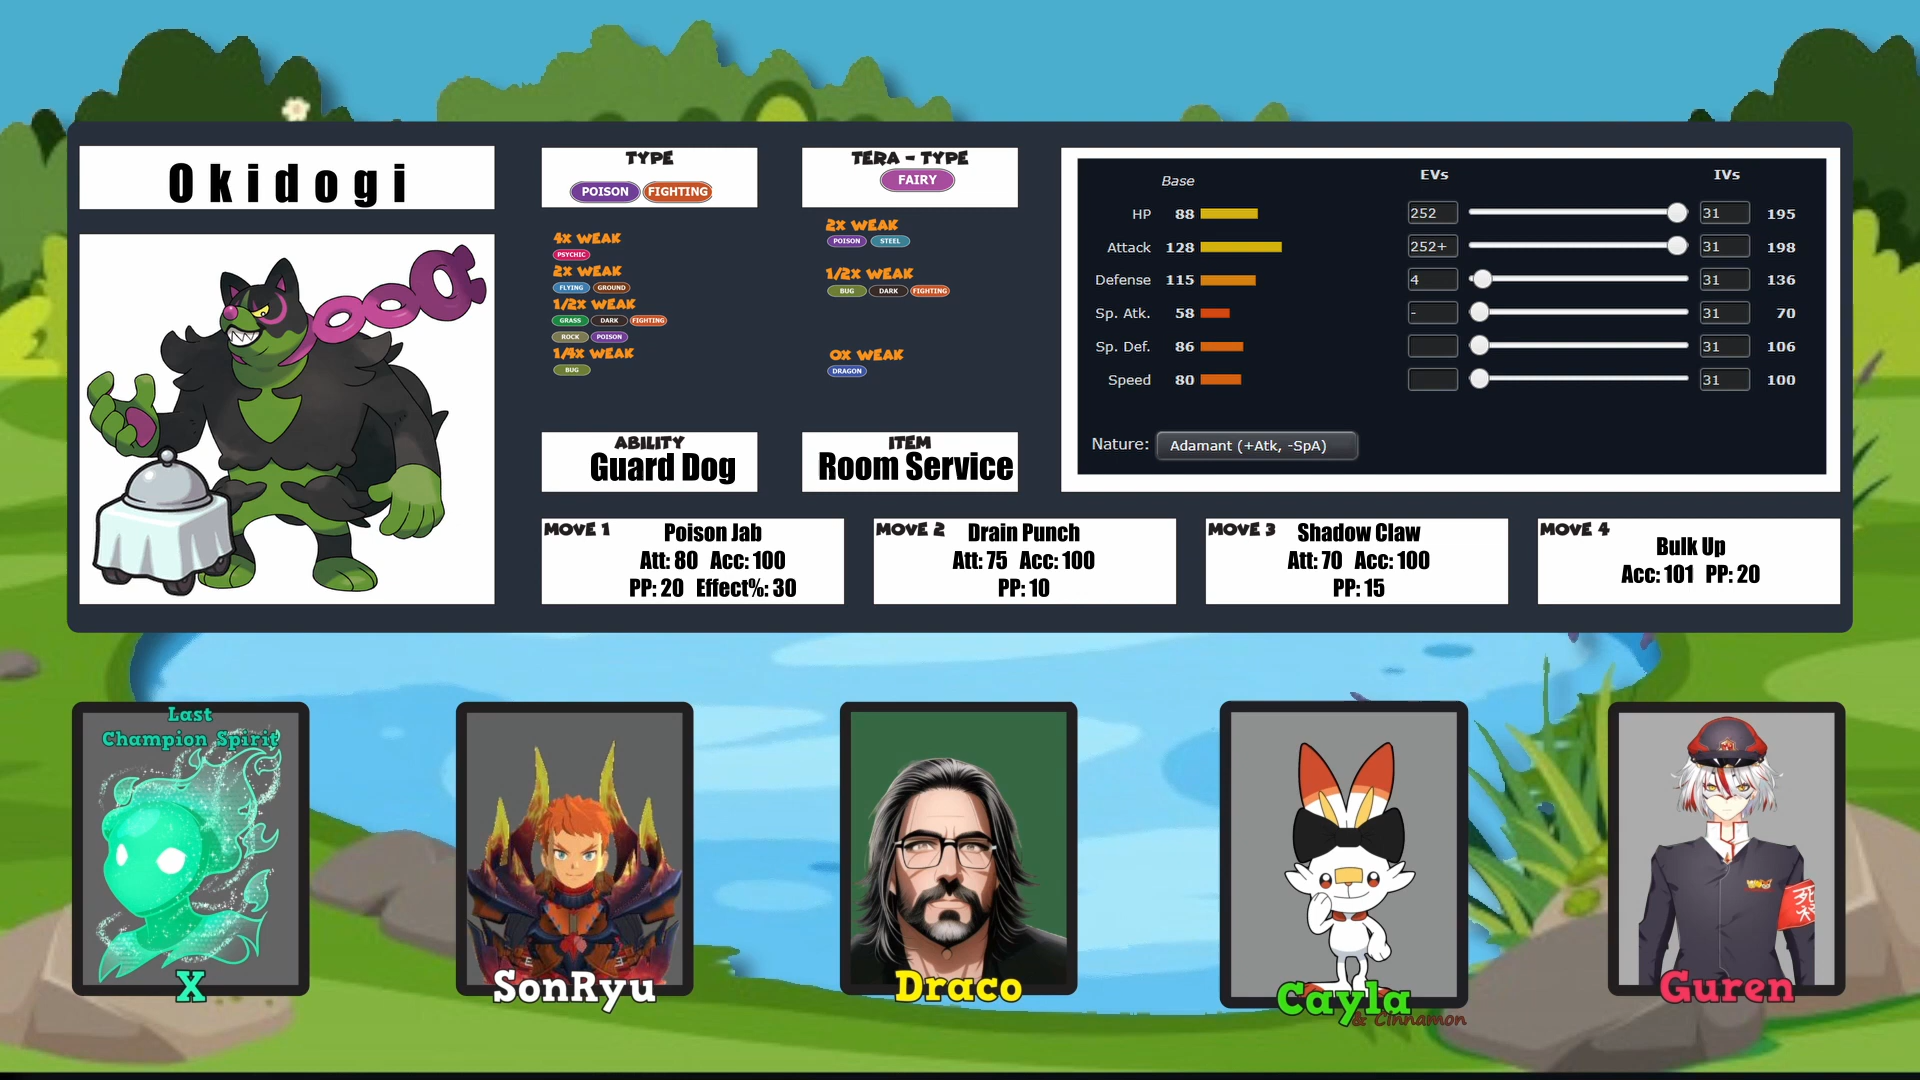 Okidogi
TYPE
POISON FIGHTING
4X WEAK
PSYCHIC
2X WEAK
FLYING GROUND
1/2X WEAK
GRASS DARK FIGHTING
ROCK POISON
1/4X WEAK
BUG
TERA - TYPE
FAIRY
2X WEAK
POISON STEEL
1/2X WEAK
BUG DARK FIGHTING
0X WEAK
DRAGON
ABILITY
Guard Dog
ITEM
Room Service
Base EVs IVs
HP 88 252 31 195
Attack 128 252+ 31 198
Defense 115 4 31 136
Sp. Atk. 58 - 31 70
Sp. Def. 86 31 106
Speed 80 31 100
Nature: Adamant (+Atk, -SpA)
MOVE 1 Poison Jab
Att: 80 Acc: 100
PP: 20 Effect%: 30
MOVE 2 Drain Punch
Att: 75 Acc: 100
PP: 10
MOVE 3 Shadow Claw
Att: 70 Acc: 100
PP: 15
MOVE 4
Bulk Up
Acc: 101 PP: 20
Last
Champion Spirit
X
SonRyu
Draco
Cayla
& Cinnamon
Guren